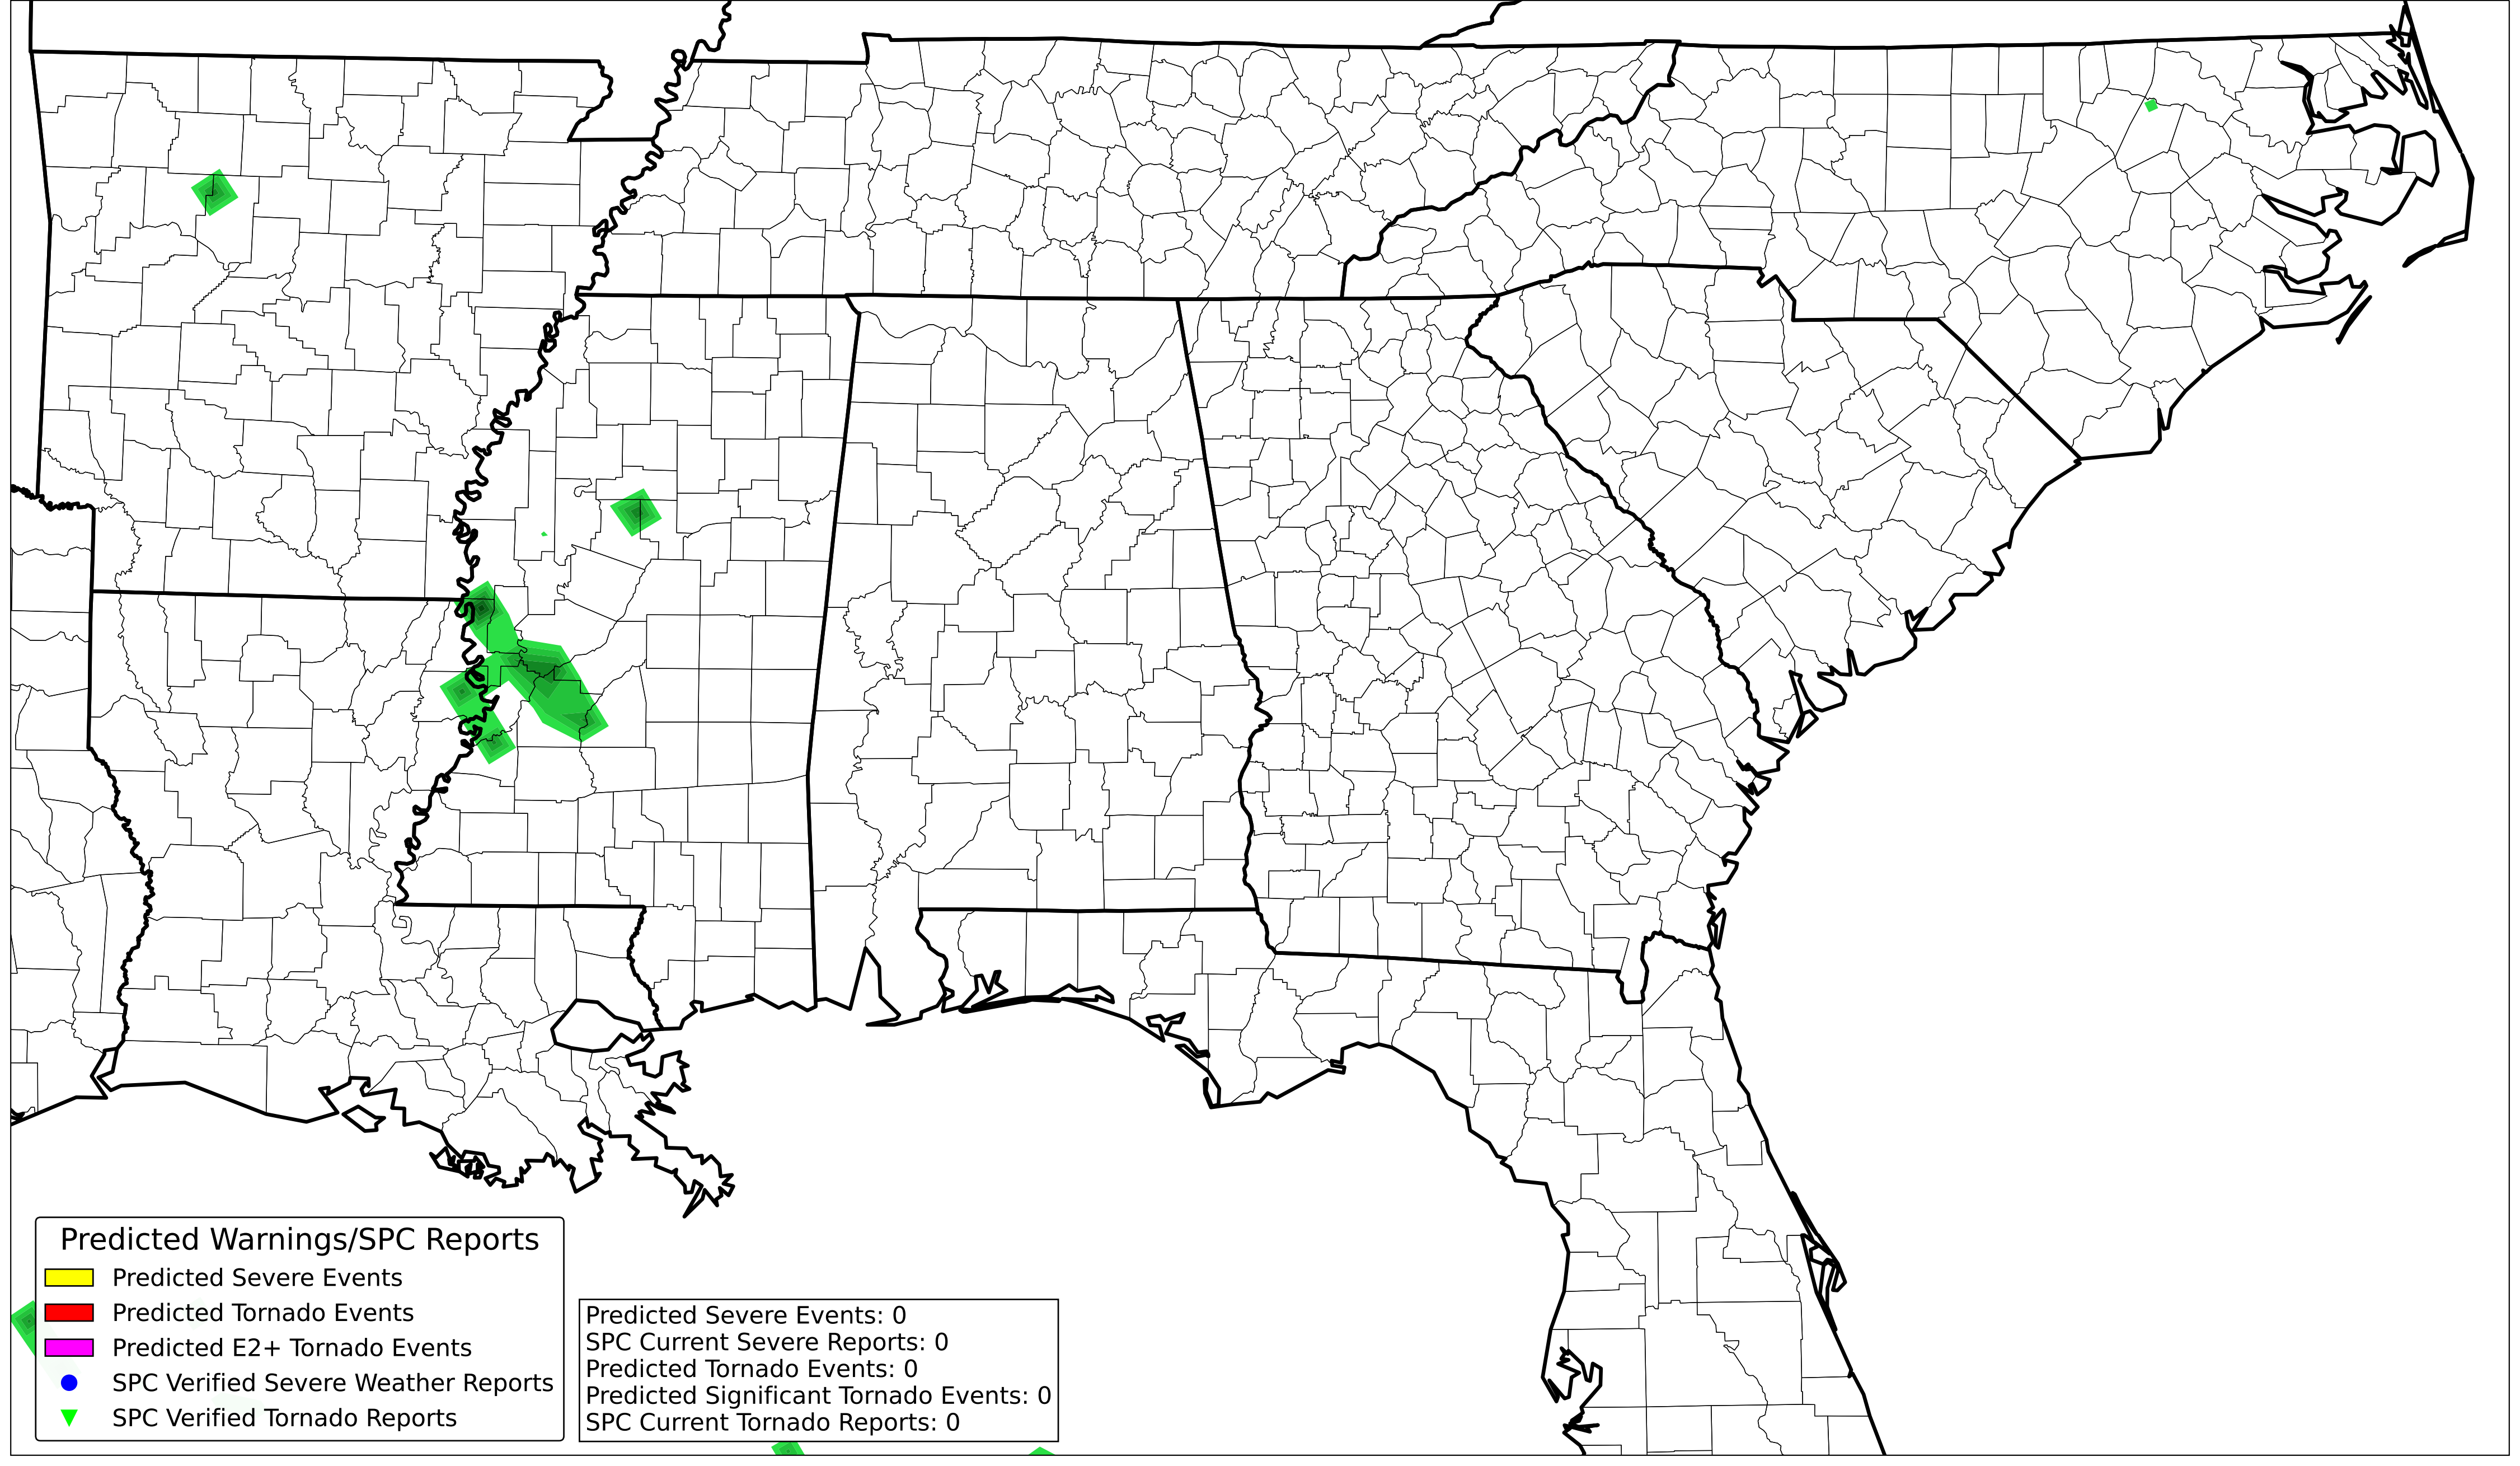 Predicted Warnings/SPC Reports
Predicted Severe Events
Predicted Tornado Events
Predicted E2+ Tornado Events
SPC Verified Severe Weather Reports
SPC Verified Tornado Reports
Predicted Severe Events: 0
SPC Current Severe Reports: 0
Predicted Tornado Events: 0
Predicted Significant Tornado Events: 0
SPC Current Tornado Reports: 0